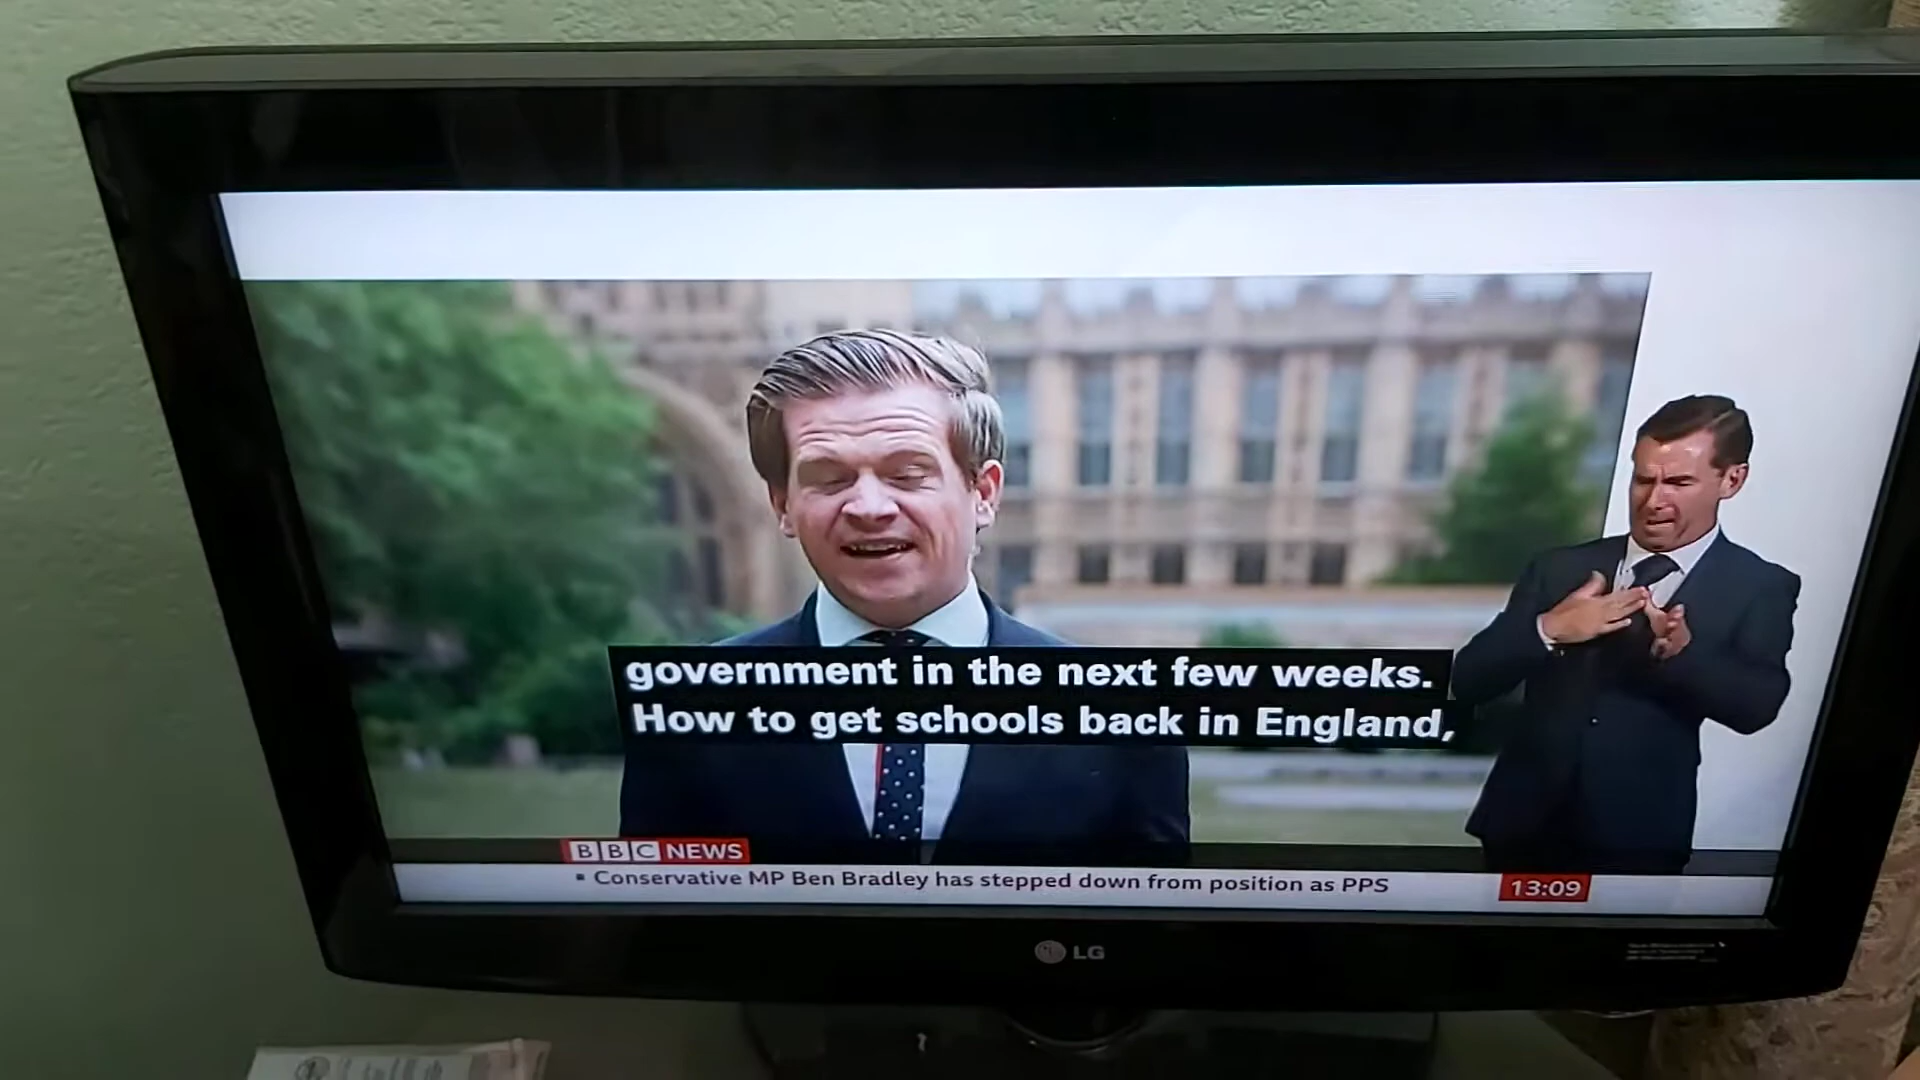 government in the next few weeks.
How to get schools back in England,
BBC NEWS
Conservative MP Ben Bradley has stepped down from position as PPS
13:09
LG